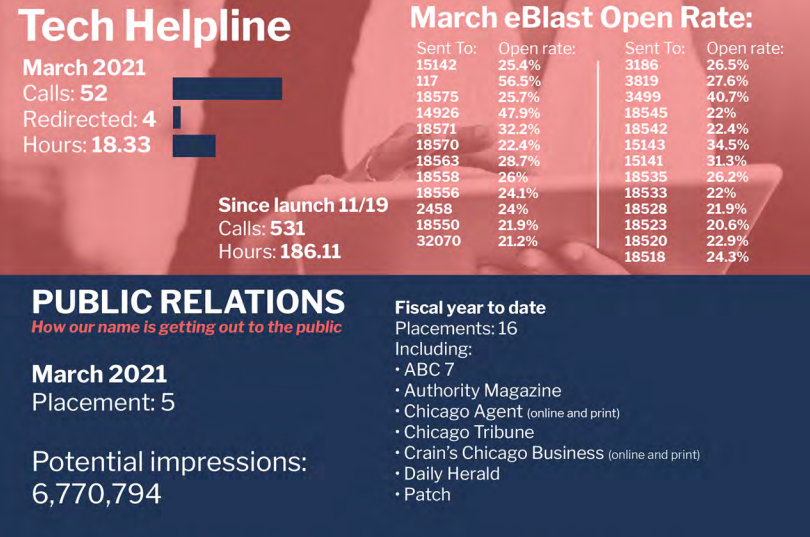 Tech Helpline
March 2021
Calls: 52
Redirected: 4
Hours: 18.33
Since launch 11/19
Calls: 531
Hours: 186.11
March eBlast Open Rate:
Sent To: Open rate:
15142 25.4%
117 56.5%
18575 25.7%
14926 47.9%
18571 32.2%
18570 22.4%
18563 28.7%
18558 26%
18556 24.1%
2458 24%
18550 21.9%
32070 21.2%
Sent To: Open rate:
3186 26.5%
3819 27.6%
3499 40.7%
18545 22%
18542 22.4%
15143 34.5%
15141 31.3%
18535 26.2%
18533 22%
18528 21.9%
18523 20.6%
18520 22.9%
18518 24.3%
PUBLIC RELATIONS
How our name is getting out to the public
March 2021
Placement: 5
Potential impressions:
6,770,794
Fiscal year to date
Placements: 16
Including:
• ABC 7
• Authority Magazine
• Chicago Agent (online and print)
• Chicago Tribune
• Crain's Chicago Business (online and print)
• Daily Herald
• Patch